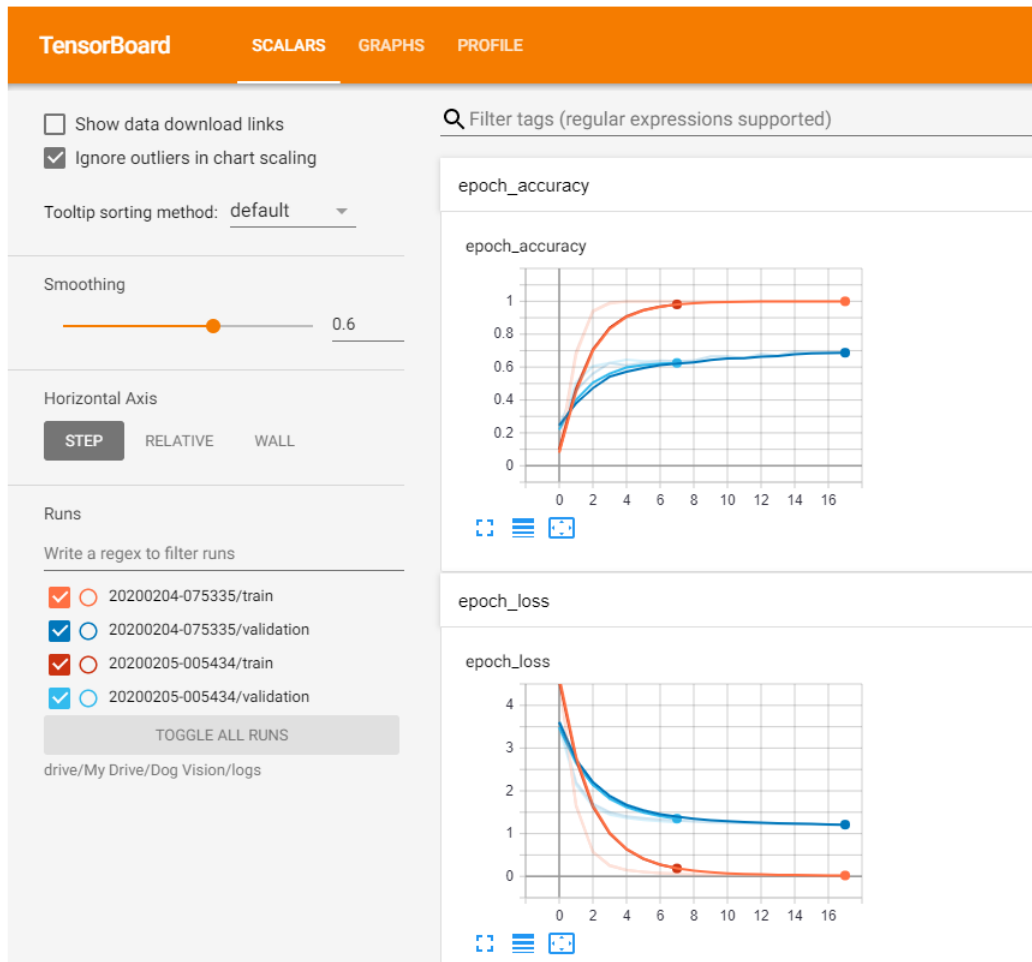 TensorBoard SCALARS GRAPHS PROFILE
Show data download links
Ignore outliers in chart scaling
Tooltip sorting method: default
Smoothing
0.6
Horizontal Axis
STEP RELATIVE WALL
Runs
Write a regex to filter runs
20200204-075335/train
20200204-075335/validation
20200205-005434/train
20200205-005434/validation
TOGGLE ALL RUNS
drive/My Drive/Dog Vision/logs
Filter tags (regular expressions supported)
epoch_accuracy
epoch_accuracy
1
0.8
0.6
0.4
0.2
0
0 2 4 6 8 10 12 14 16
epoch_loss
epoch_loss
4
3
2
1
0
0 2 4 6 8 10 12 14 16